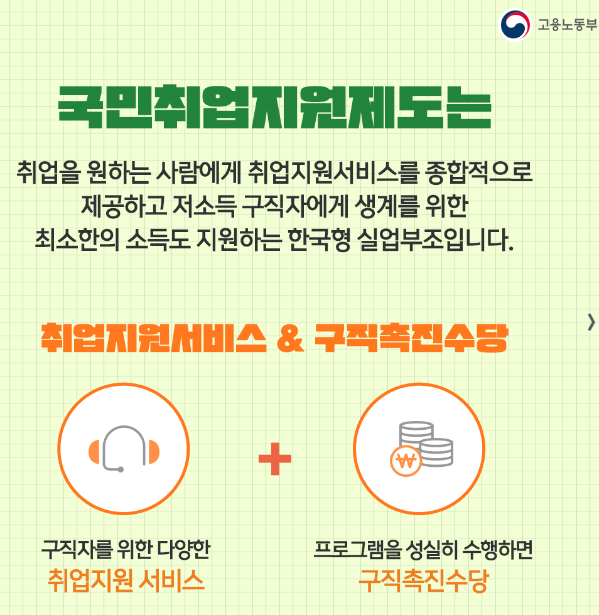 고용노동부
국민취업지원제도는
취업을 원하는 사람에게 취업지원서비스를 종합적으로
제공하고 저소득 구직자에게 생계를 위한
최소한의 소득도 지원하는 한국형 실업부조입니다.
취업지원서비스 & 구직촉진수당
₩
+
구직자를 위한 다양한
취업지원 서비스
프로그램을 성실히 수행하면
구직촉진수당